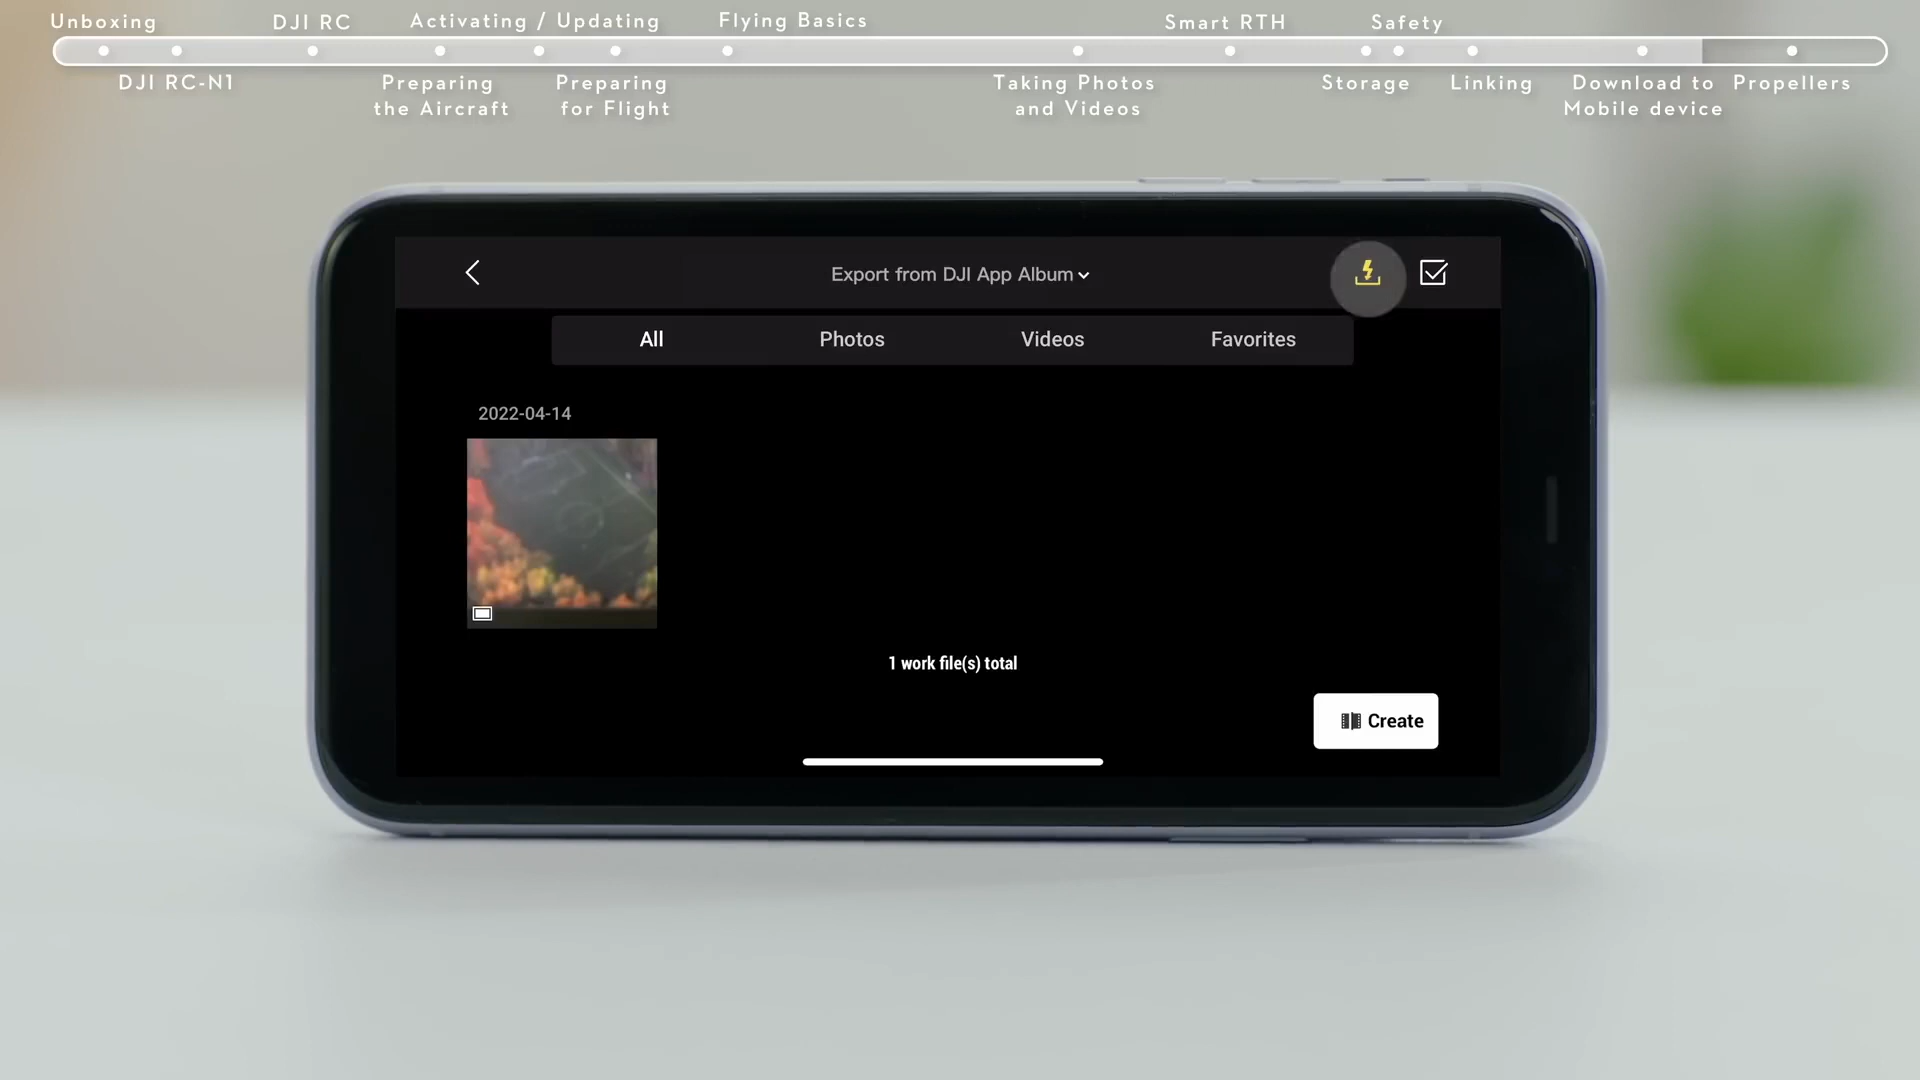 Unboxing
DJI RC
Activating / Updating
Flying Basics
Smart RTH
Safety
DJI RC-N1
Preparing
the Aircraft
Preparing
for Flight
Taking Photos
and Videos
Storage
Linking
Download to
Mobile device
Propellers
Export from DJI App Album
All
Photos
Videos
Favorites
2022-04-14
1 work file(s) total
Create